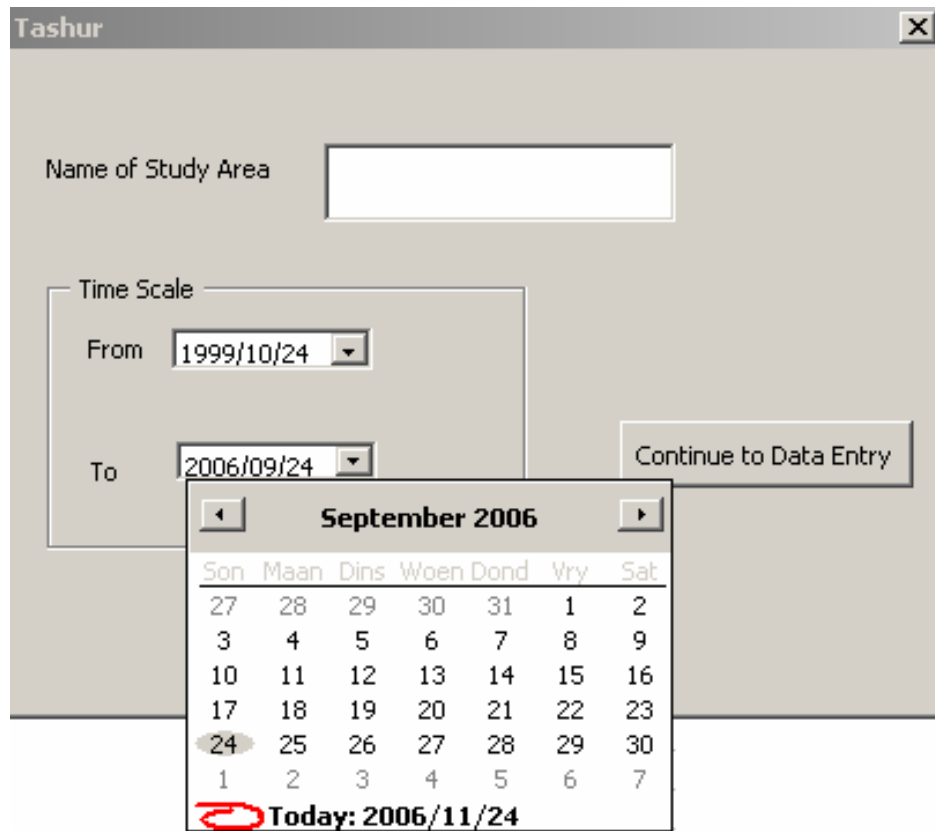 Tashur
Name of Study Area
Time Scale
From 1999/10/24
To 2006/09/24
Continue to Data Entry
September 2006
Son Maan Dins Woen Dond Vry Sat
27 28 29 30 31 1 2
3 4 5 6 7 8 9
10 11 12 13 14 15 16
17 18 19 20 21 22 23
24 25 26 27 28 29 30
1 2 3 4 5 6 7
Today: 2006/11/24